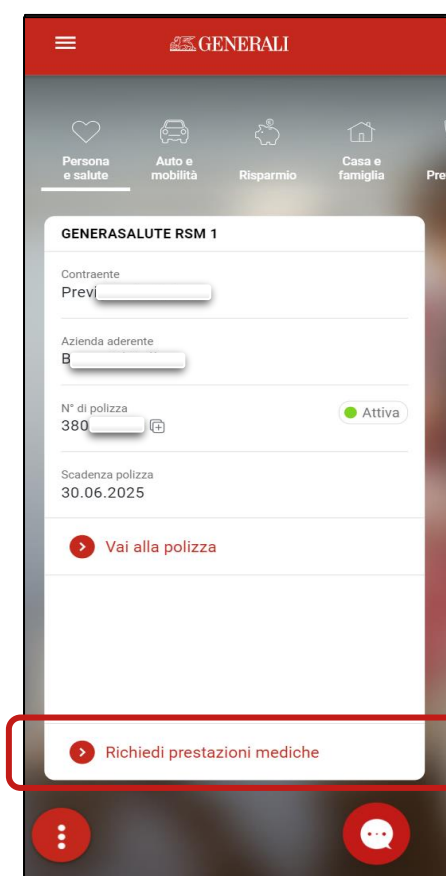 GENERALI
Persona
e salute
Auto e
mobilità
Risparmio
Casa e
famiglia
Pre
GENERASALUTE RSM 1
Contraente
Previ
Azienda aderente
B
N° di polizza
380
Attiva
Scadenza polizza
30.06.2025
Vai alla polizza
Richiedi prestazioni mediche